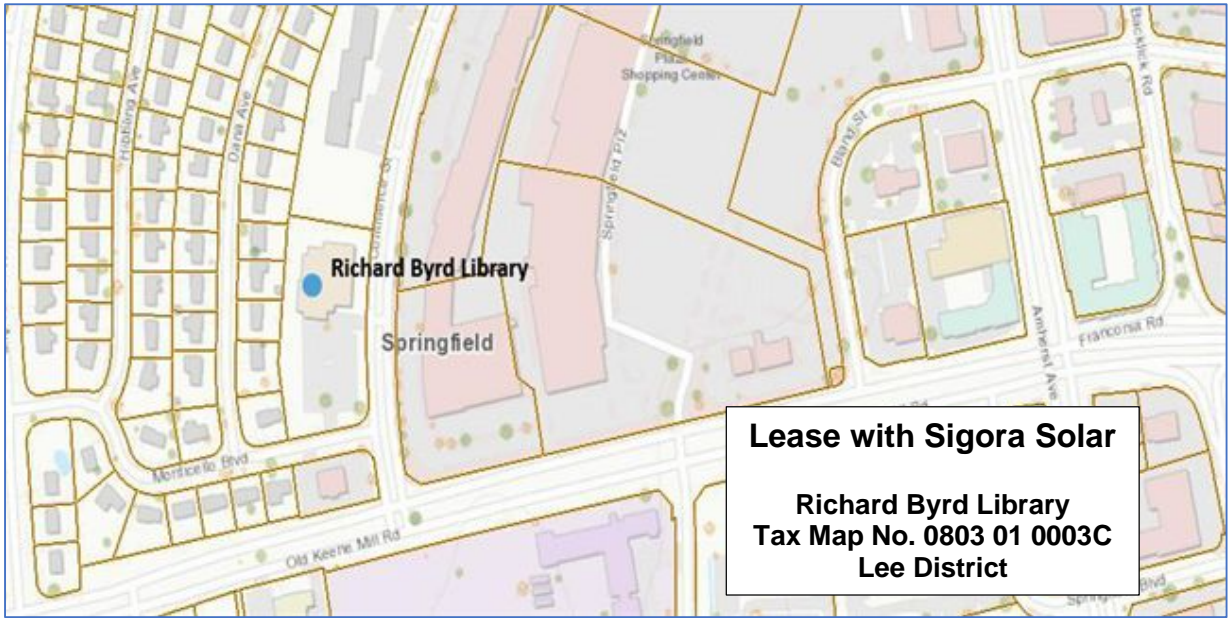 Springfield
Plaza
Shopping Center
Backlick Rd
Hibbling Ave
Dana Ave
Commerce St
Springfield Plz
Bland St
Richard Byrd Library
Springfield
Amherst Ave
Franconia Rd
Rd
Monticello Blvd
Old Keene Mill Rd
Lease with Sigora Solar
Richard Byrd Library
Tax Map No. 0803 01 0003C
Lee District
Blvd